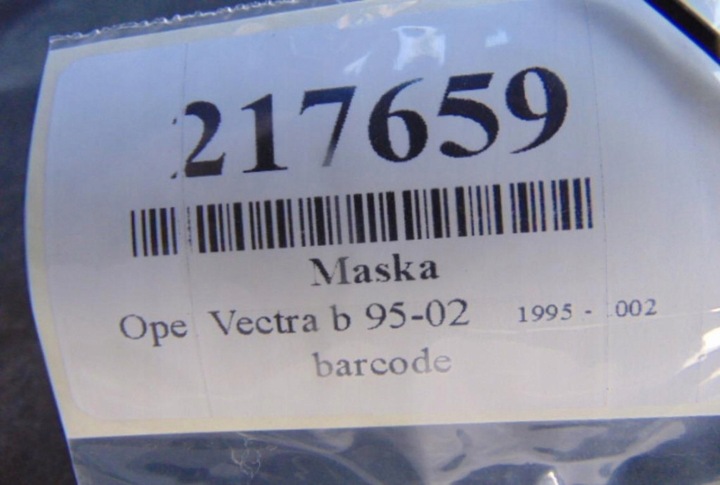 217659
Maska
Ope Vectra b 95-02 1995 - 002
barcode